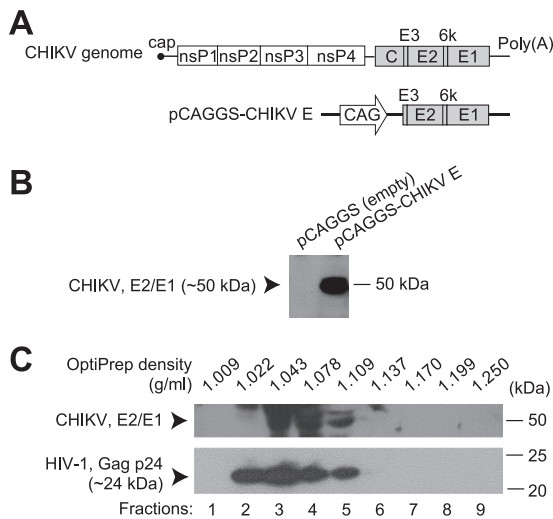 A
CHIKV genome
cap
nsP1 nsP2 nsP3 nsP4
E3 6k
C E2 E1
Poly(A)
pCAGGS-CHIKV E
CAG
E3 6k
E2 E1
B
pCAGGS (empty)
pCAGGS-CHIKV E
CHIKV, E2/E1 (~50 kDa)
50 kDa
C
OptiPrep density
(g/ml)
1.009 1.022 1.043 1.078 1.109 1.137 1.170 1.199 1.250
(kDa)
CHIKV, E2/E1
50
HIV-1, Gag p24
(~24 kDa)
25
20
Fractions: 1 2 3 4 5 6 7 8 9